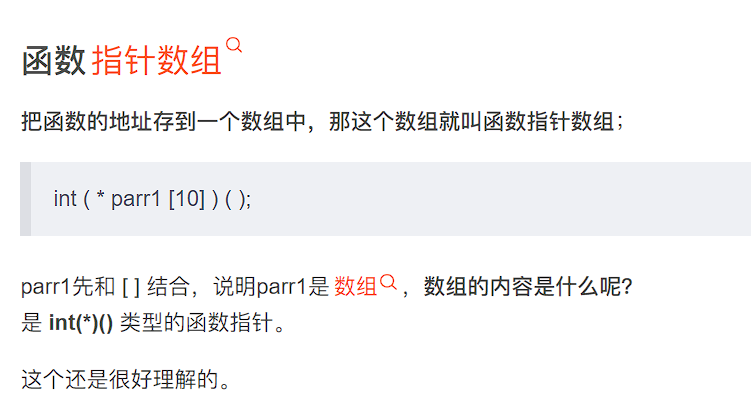 函数指针数组
把函数的地址存到一个数组中，那这个数组就叫函数指针数组；
int ( * parr1 [10] ) ( );
parr1先和 [ ] 结合，说明parr1是 数组 ，数组的内容是什么呢？
是 int(*)() 类型的函数指针。
这个还是很好理解的。